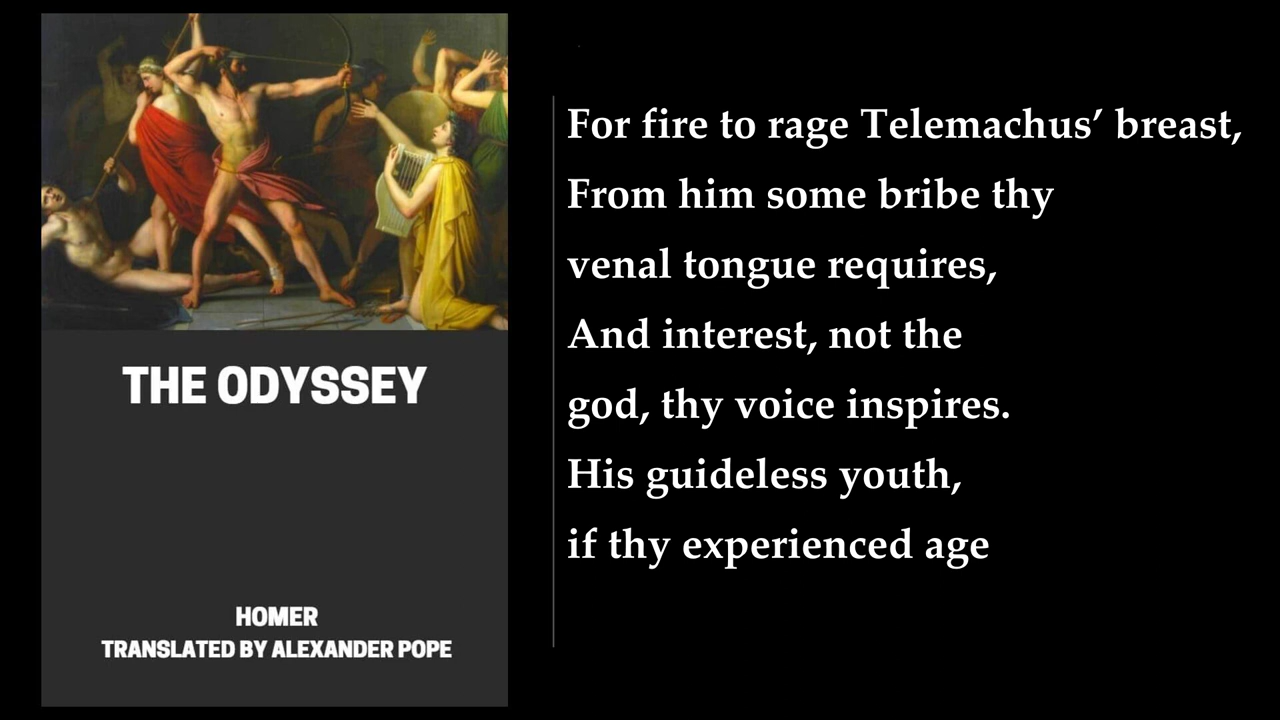 THE ODYSSEY
HOMER
TRANSLATED BY ALEXANDER POPE
For fire to rage Telemachus’ breast,
From him some bribe thy
venal tongue requires,
And interest, not the
god, thy voice inspires.
His guideless youth,
if thy experienced age